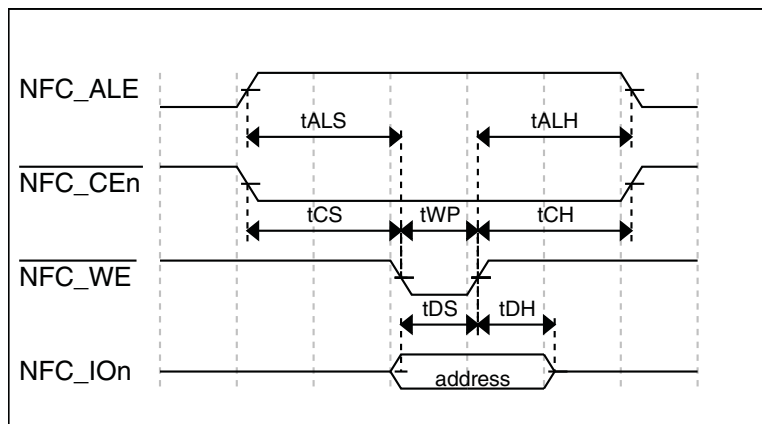 NFC_ALE
tALS
tALH
NFC_CEn
tCS
tWP
tCH
NFC_WE
tDS
tDH
NFC_IOn
address